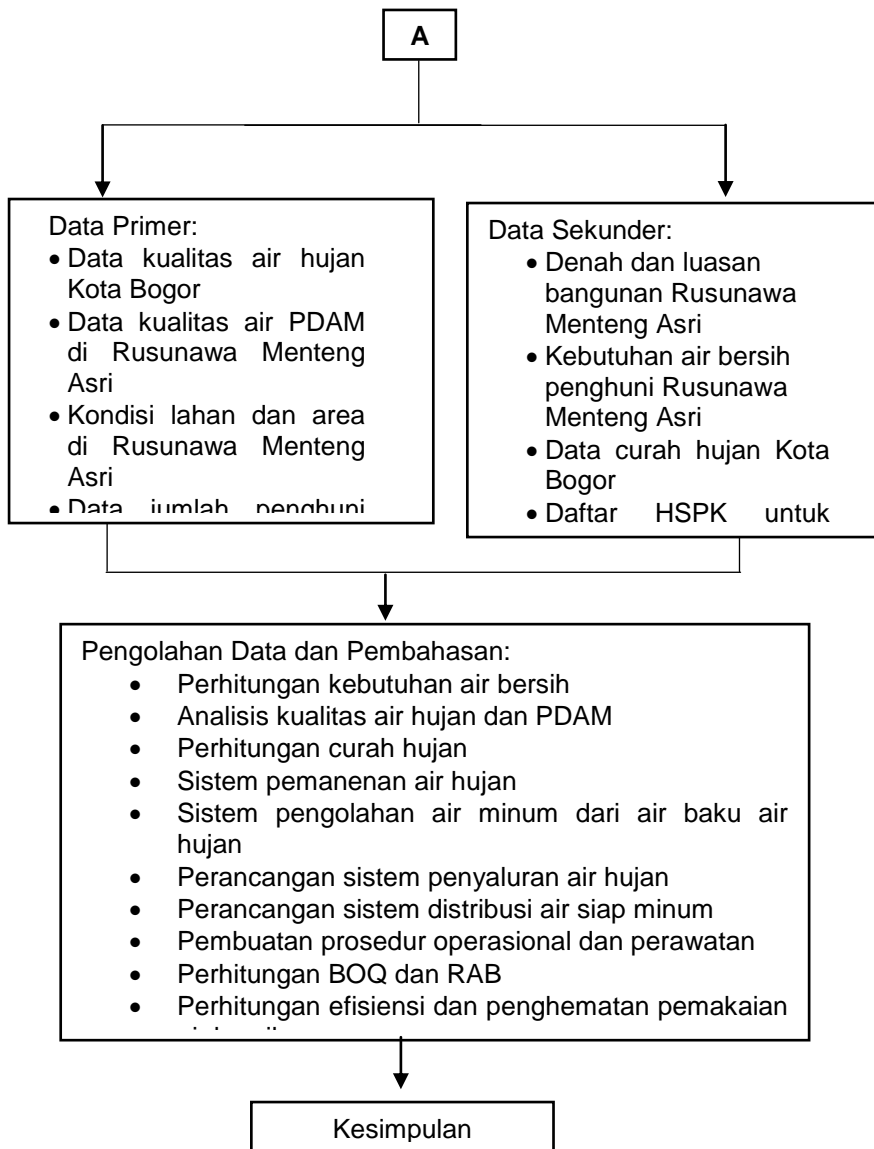 A
Data Primer:
• Data kualitas air hujan
Kota Bogor
• Data kualitas air PDAM
di Rusunawa Menteng
Asri
• Kondisi lahan dan area
di Rusunawa Menteng
Asri
• Data jumlah penghuni
Data Sekunder:
• Denah dan luasan
bangunan Rusunawa
Menteng Asri
• Kebutuhan air bersih
penghuni Rusunawa
Menteng Asri
• Data curah hujan Kota
Bogor
• Daftar HSPK untuk
Pengolahan Data dan Pembahasan:
• Perhitungan kebutuhan air bersih
• Analisis kualitas air hujan dan PDAM
• Perhitungan curah hujan
• Sistem pemanenan air hujan
• Sistem pengolahan air minum dari air baku air
hujan
• Perancangan sistem penyaluran air hujan
• Perancangan sistem distribusi air siap minum
• Pembuatan prosedur operasional dan perawatan
• Perhitungan BOQ dan RAB
• Perhitungan efisiensi dan penghematan pemakaian
Kesimpulan